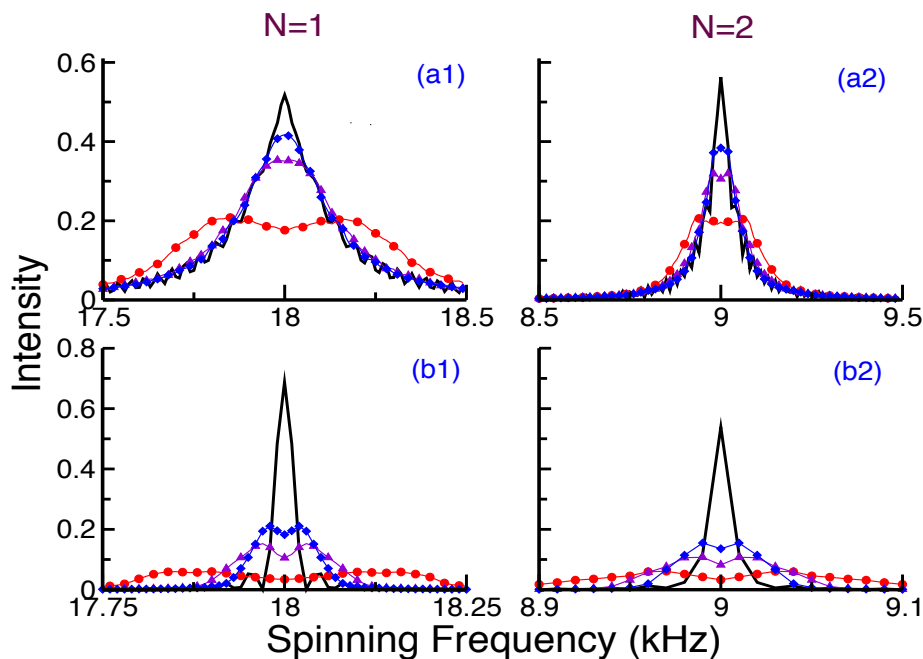 N=1 N=2
0.6 (a1) (a2)
0.4
0.2
0
17.5 18 18.5 8.5 9 9.5
Intensity
0.8 (b1) (b2)
0.6
0.4
0.2
0
17.75 18 18.25 8.9 9 9.1
Spinning Frequency (kHz)